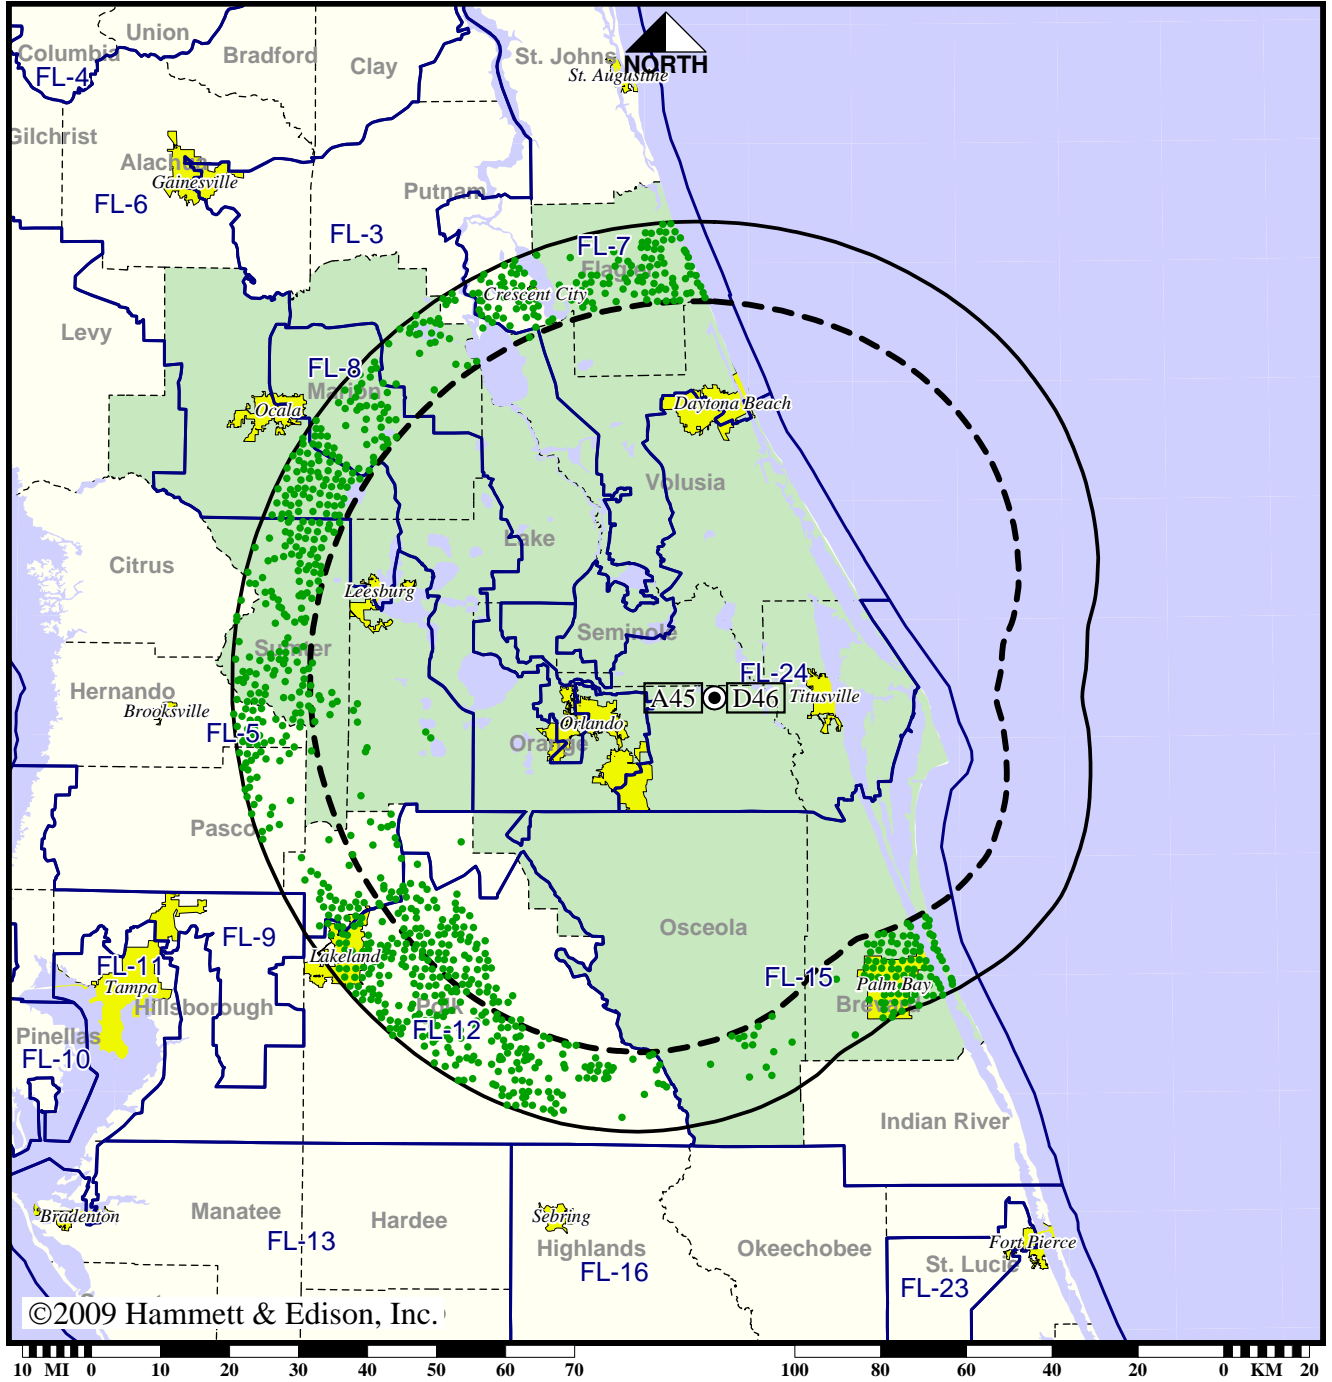 Union
Columbia
Bradford
Clay
St. Johns
FL-4
St. Augustine
NORTH
Gilchrist
Alachua
Gainesville
Putnam
FL-6
FL-3
FL-7
Crescent City
Levy
FL-8
Marion
Ocala
Daytona Beach
Volusia
Lake
Citrus
Leesburg
Seminole
Sumter
FL-24
Hernando
A45
D46
Titusville
Brooksville
Orlando
FL-5
Orange
Pasco
Osceola
FL-9
Lakeland
FL-11
Tampa
FL-15
Palm Bay
Hillsborough
Polk
Brevard
Pinellas
FL-12
FL-10
Indian River
Manatee
Bradenton
Hardee
Sebring
FL-13
Highlands
Okeechobee
Fort Pierce
FL-16
St. Lucie
FL-23
©2009 Hammett & Edison, Inc.
10 MI 0 10 20 30 40 50 60 70
100 80 60 40 20 0 KM 20